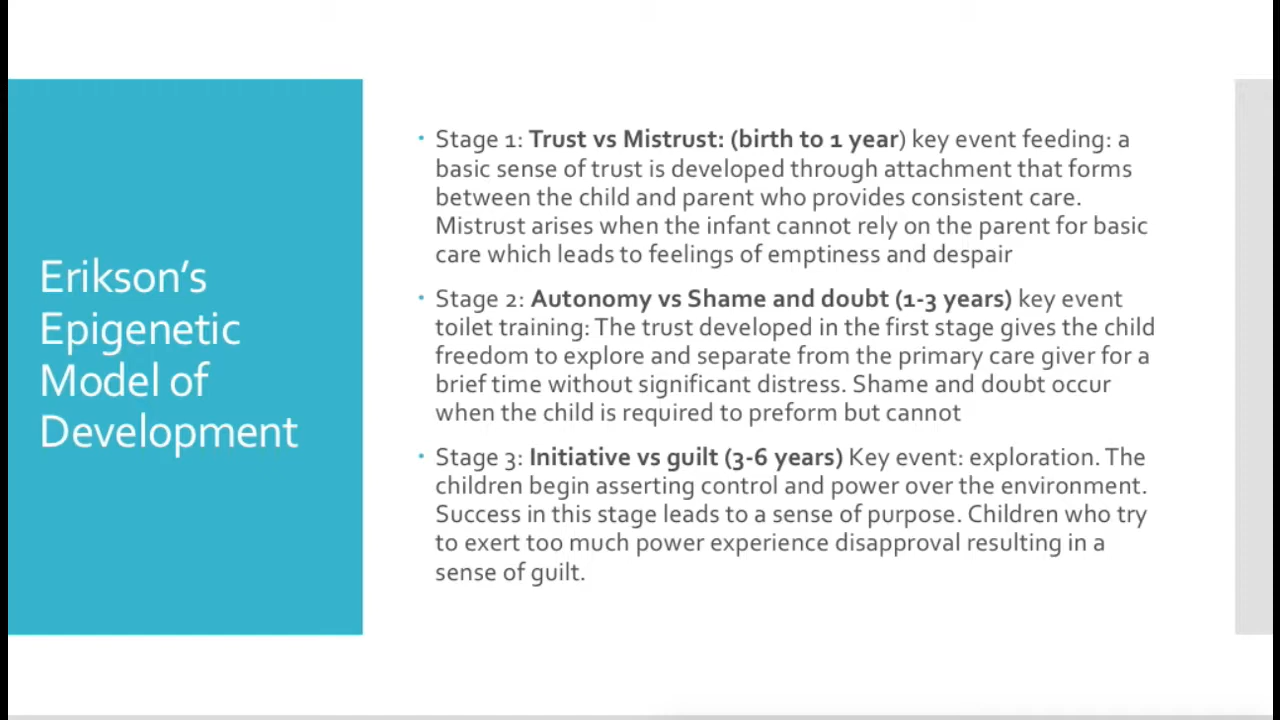 Erikson's
Epigenetic
Model of
Development
• Stage 1: Trust vs Mistrust: (birth to 1 year) key event feeding: a
basic sense of trust is developed through attachment that forms
between the child and parent who provides consistent care.
Mistrust arises when the infant cannot rely on the parent for basic
care which leads to feelings of emptiness and despair
• Stage 2: Autonomy vs Shame and doubt (1-3 years) key event
toilet training: The trust developed in the first stage gives the child
freedom to explore and separate from the primary care giver for a
brief time without significant distress. Shame and doubt occur
when the child is required to preform but cannot
• Stage 3: Initiative vs guilt (3-6 years) Key event: exploration. The
children begin asserting control and power over the environment.
Success in this stage leads to a sense of purpose. Children who try
to exert too much power experience disapproval resulting in a
sense of guilt.